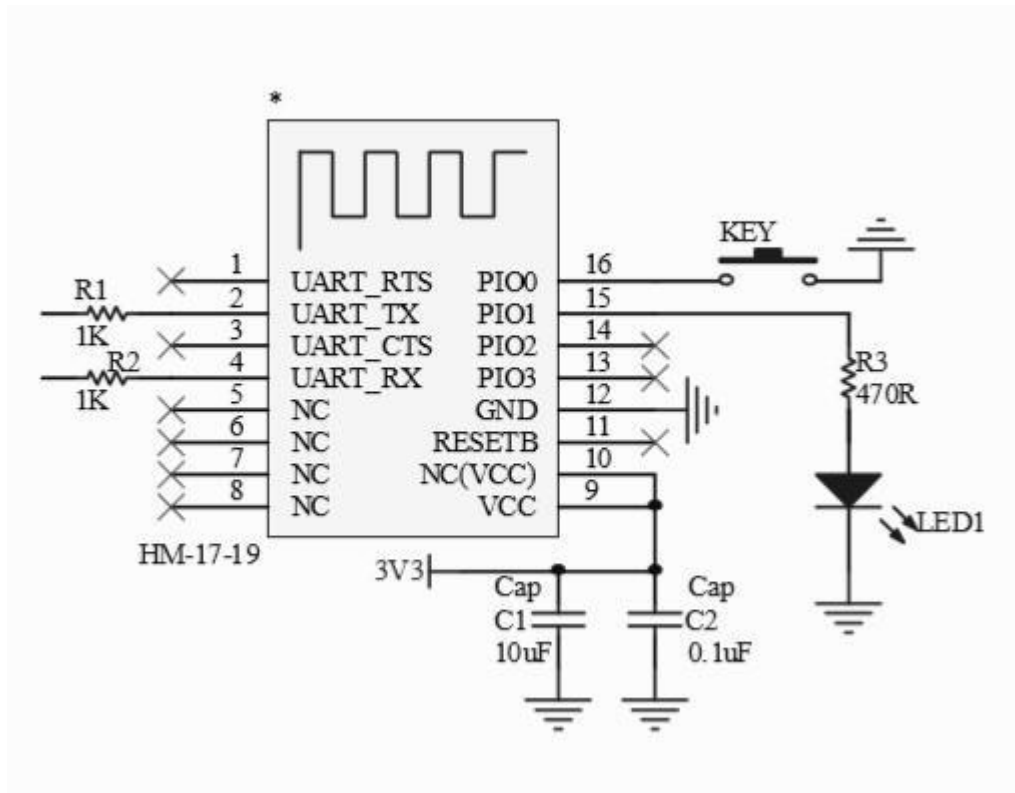 *
KEY
1 UART_RTS PIO0 16
R1
2 UART_TX PIO1 15
1K
3 UART_CTS PIO2 14
R2
4 UART_RX PIO3 13
1K
R3
470R
5 NC GND 12
6 NC RESETB 11
7 NC NC(VCC) 10
8 NC VCC 9
LED1
HM-17-19
3V3
Cap
C1
10uF
Cap
C2
0.1uF